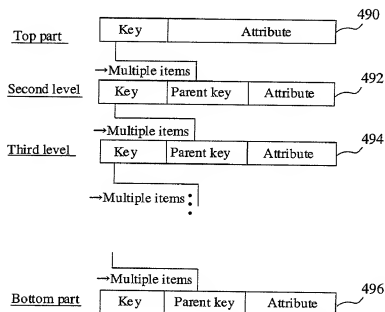 490
Top part Key Attribute
→Multiple items
492
Second level Key Parent key Attribute
→Multiple items
494
Third level Key Parent key Attribute
→Multiple items
→Multiple items
496
Bottom part Key Parent key Attribute